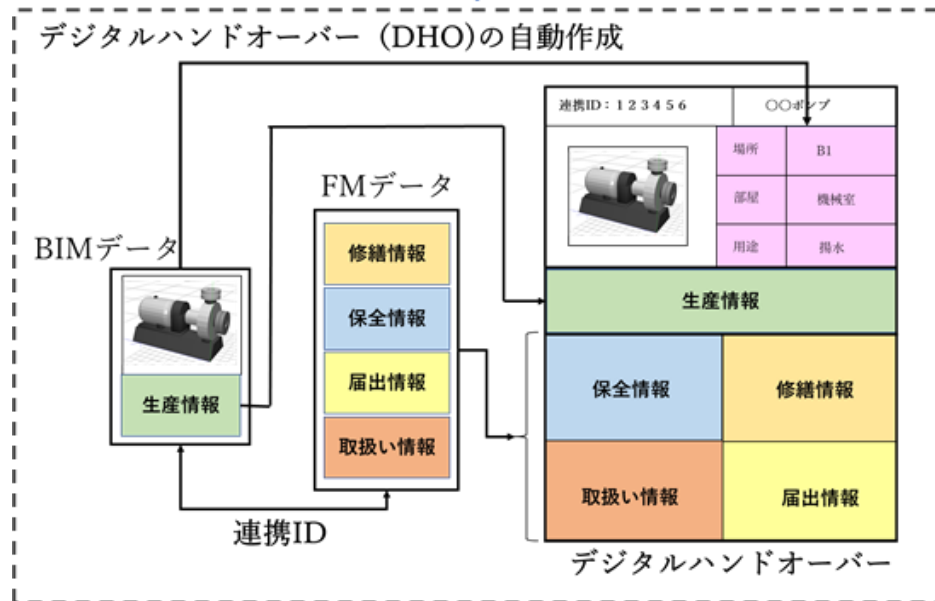 デジタルハンドオーバー（DHO)の自動作成
連携ID：１２３４５６
〇〇ポンプ
場所
B1
部屋
機械室
用途
揚水
生産情報
保全情報
修繕情報
取扱い情報
届出情報
デジタルハンドオーバー
FMデータ
修繕情報
保全情報
届出情報
取扱い情報
BIMデータ
生産情報
連携ID